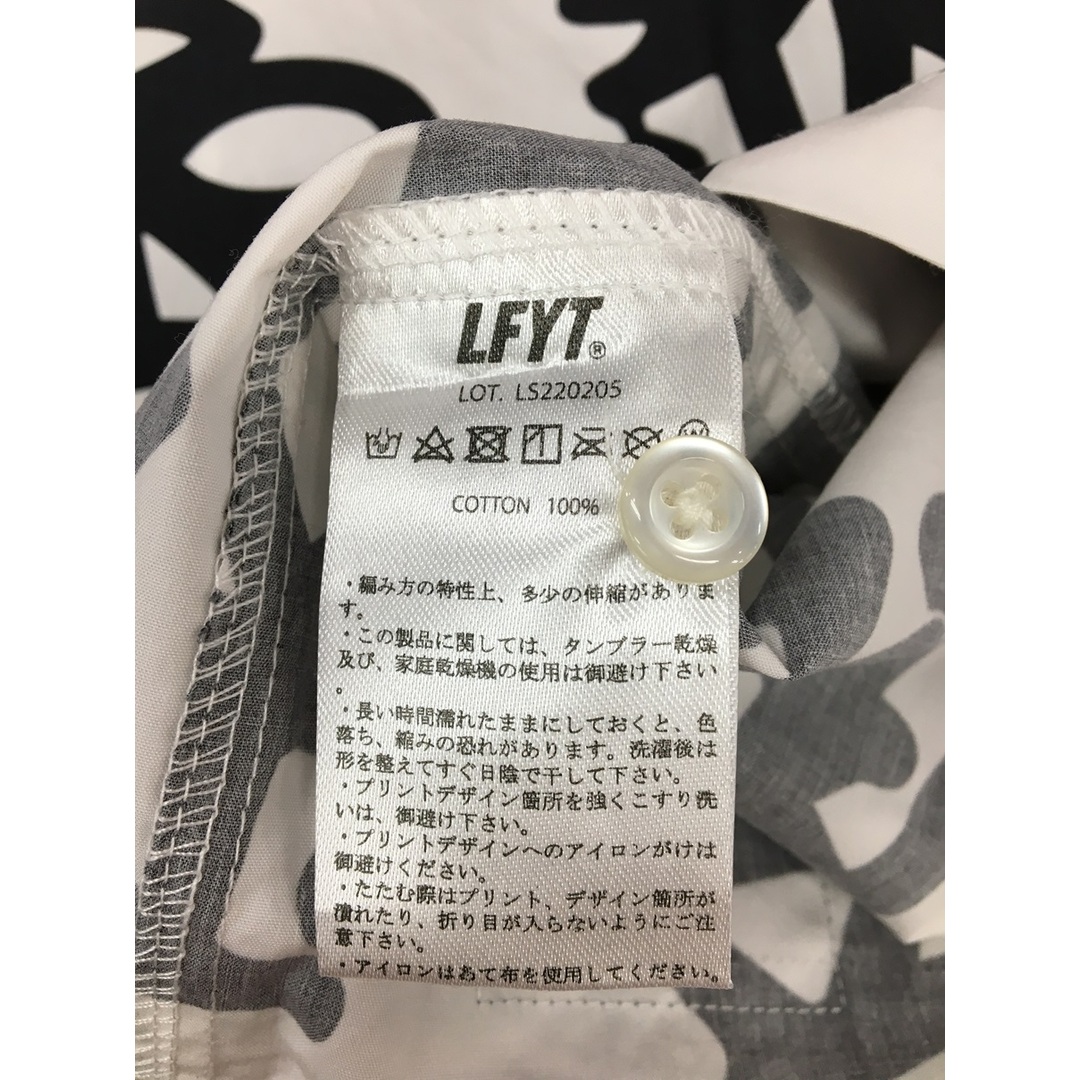 LFYT®
LOT. LS220205
COTTON 100%
・編み方の特性上、多少の伸縮がありま
す。
・この製品に関しては、タンブラー乾燥
及び、家庭乾燥機の使用は御避け下さい
。
・長い時間濡れたままにしておくと、色
落ち、縮みの恐れがあります。洗濯後は
形を整えてすぐ日陰で干して下さい。
・プリントデザイン箇所を強くこすり洗
いは、御避け下さい。
・プリントデザインへのアイロンがけは
御避けください。
・たたむ際はプリント、デザイン箇所が
潰れたり、折り目が入らないようにご注
意下さい。
・アイロンはあて布を使用してください。